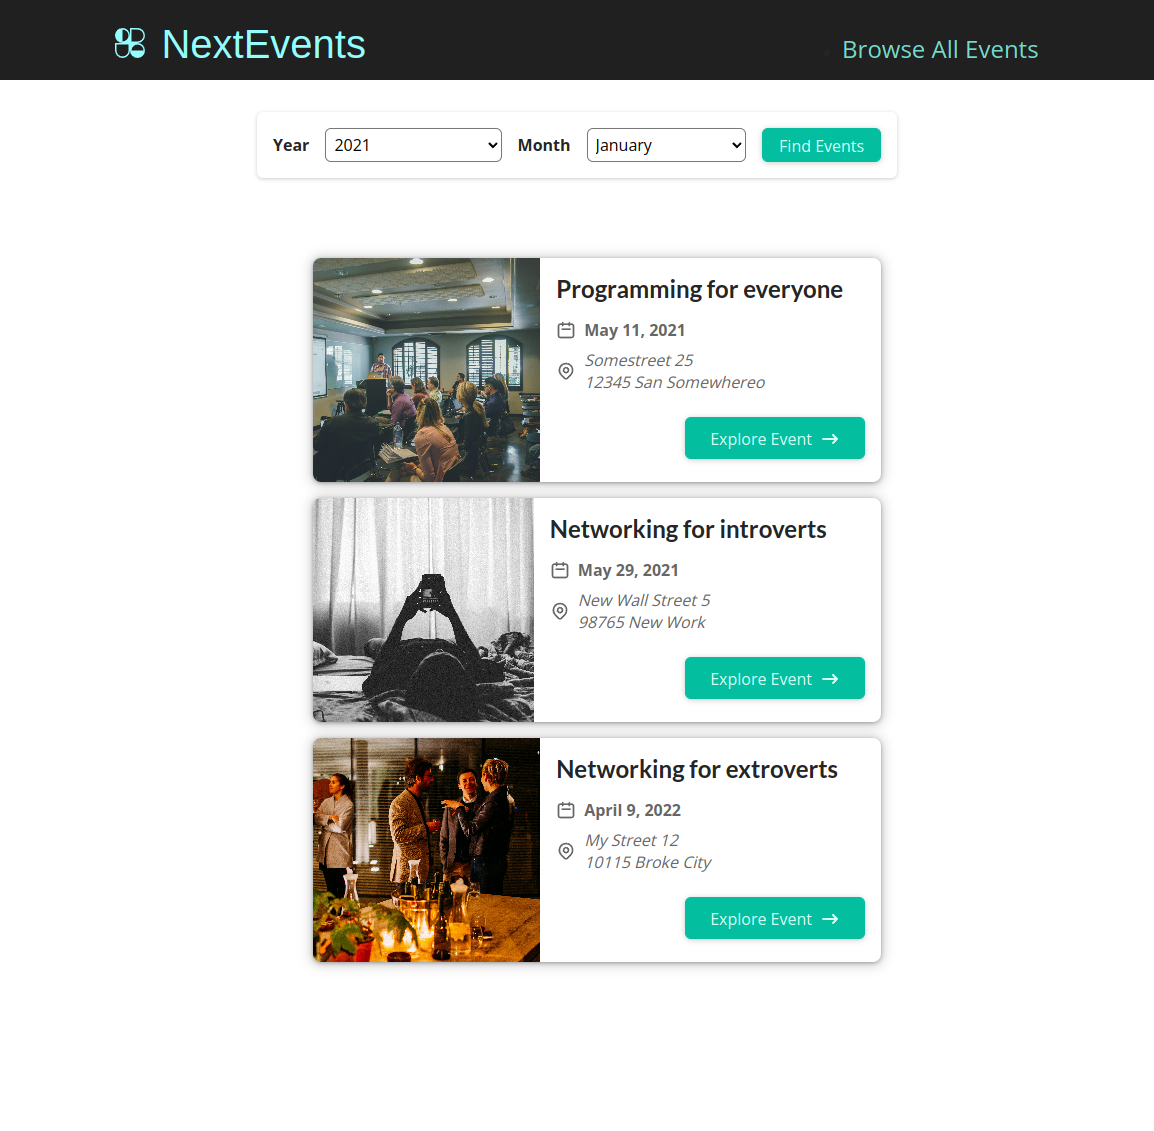 NextEvents
Browse All Events
Year 2021 Month January Find Events
Programming for everyone
May 11, 2021
Somestreet 25
12345 San Somewhereo
Explore Event
Networking for introverts
May 29, 2021
New Wall Street 5
98765 New Work
Explore Event
Networking for extroverts
April 9, 2022
My Street 12
10115 Broke City
Explore Event